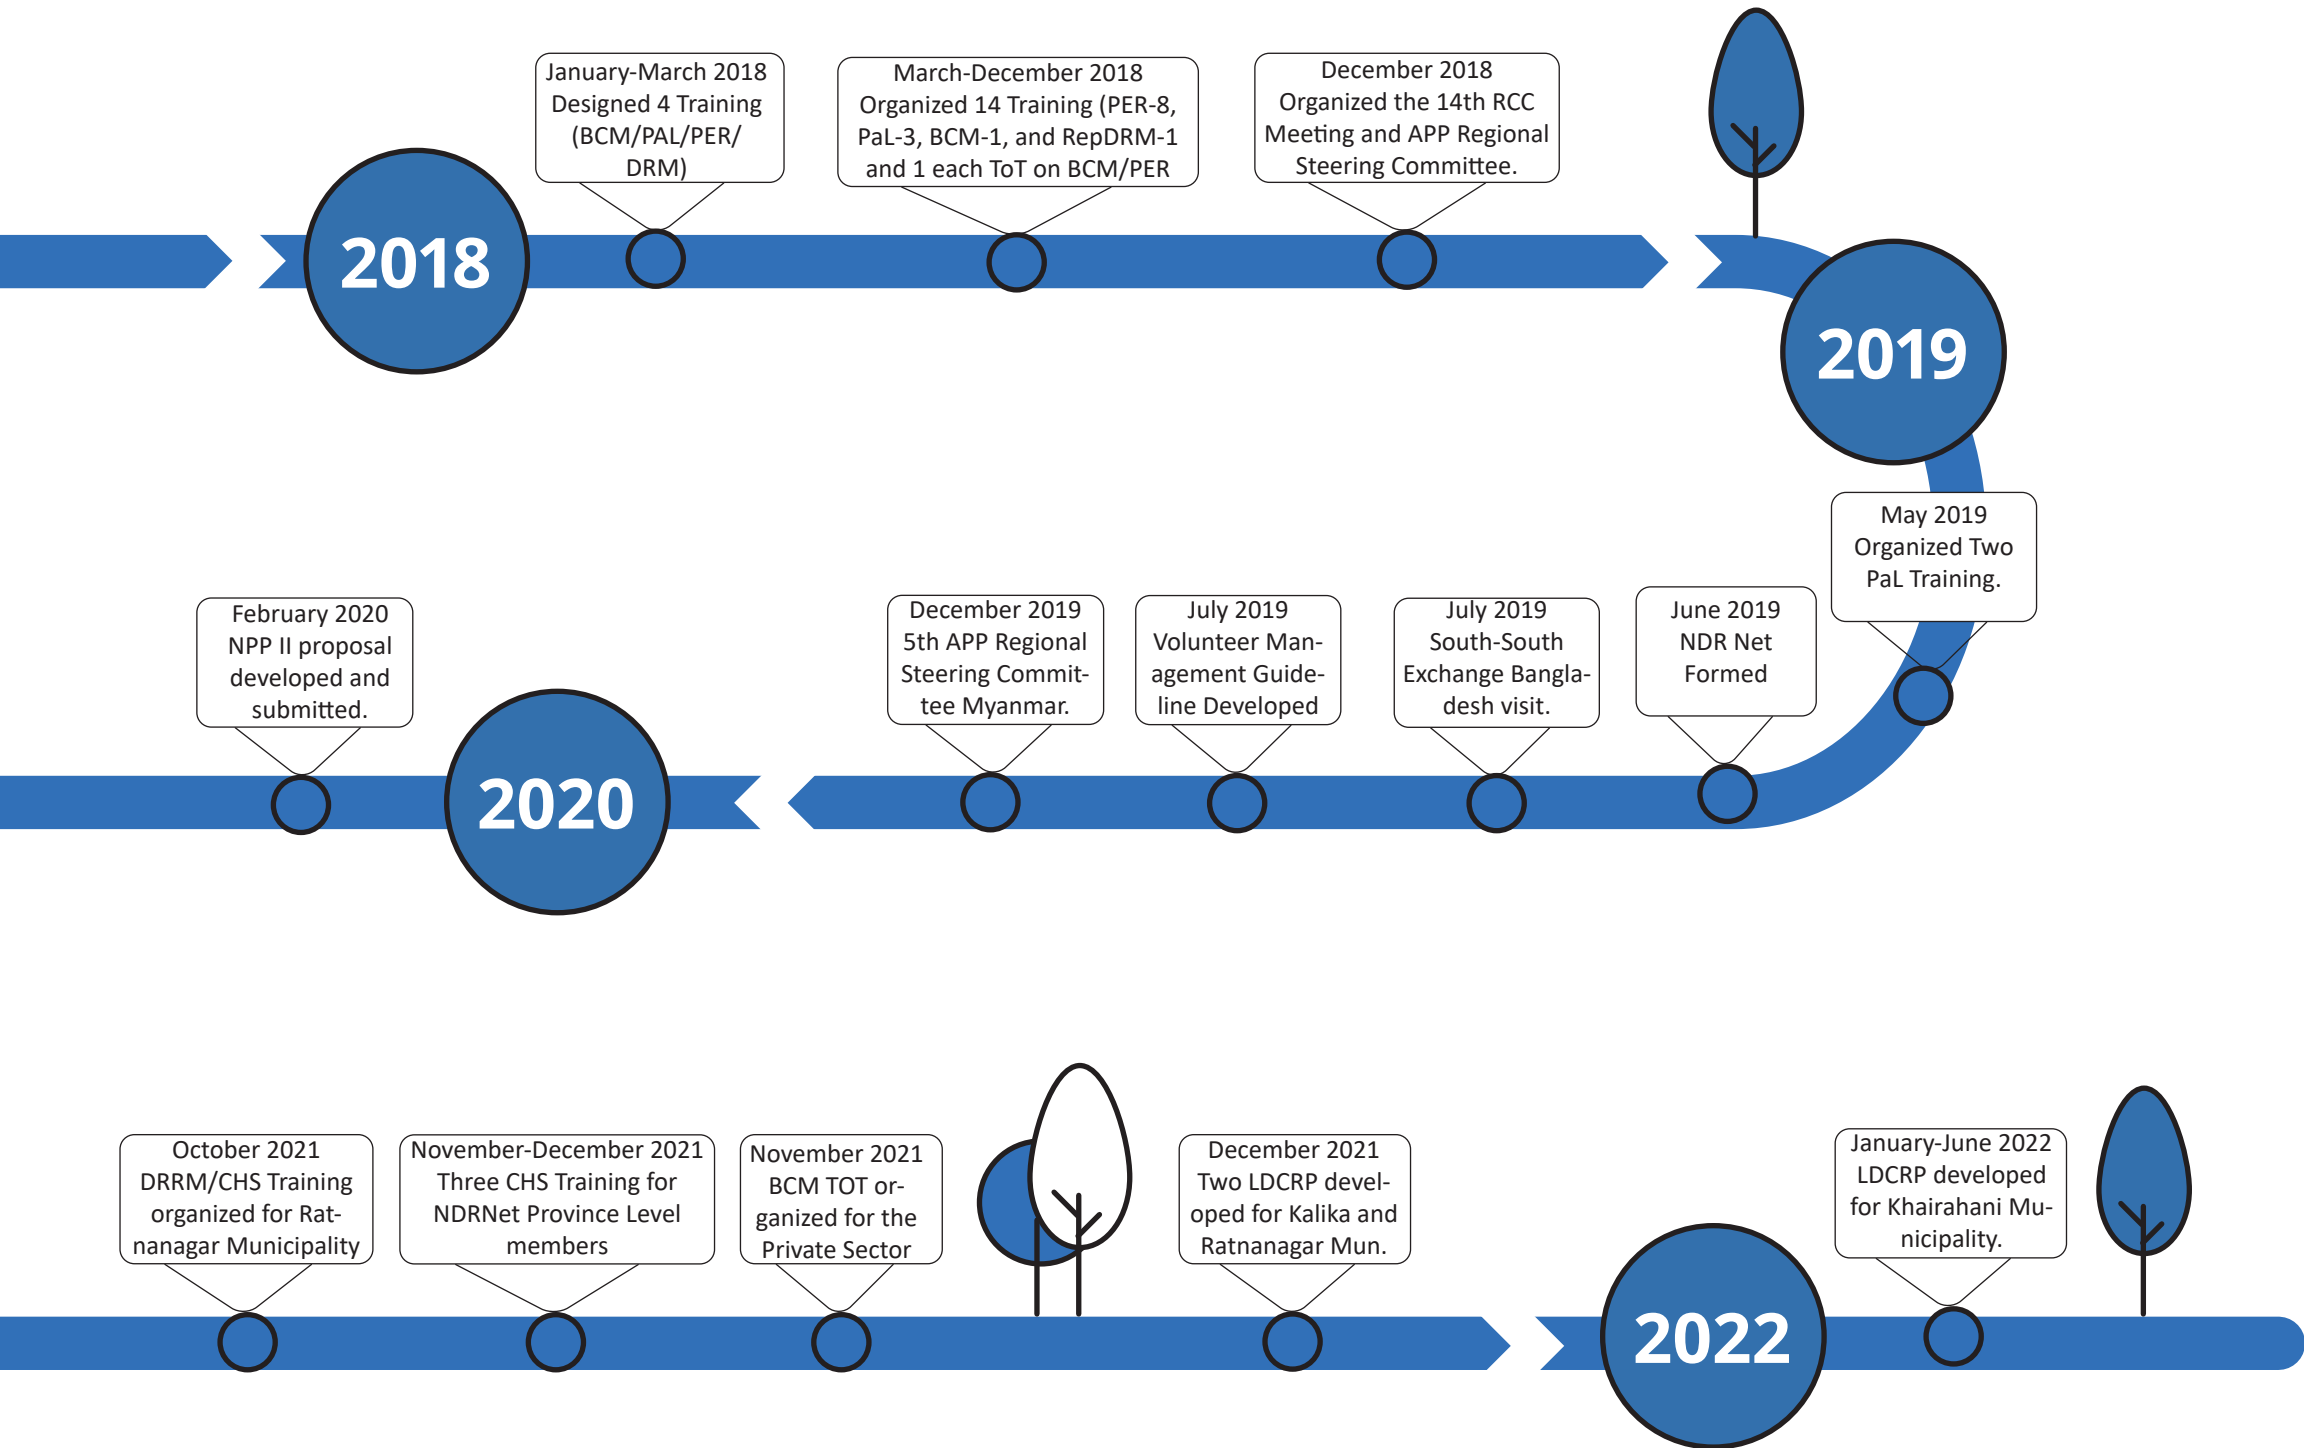 2018
January-March 2018
Designed 4 Training
(BCM/PAL/PER/
DRM)
March-December 2018
Organized 14 Training (PER-8,
PaL-3, BCM-1, and RepDRM-1
and 1 each ToT on BCM/PER
December 2018
Organized the 14th RCC
Meeting and APP Regional
Steering Committee.
2019
May 2019
Organized Two
PaL Training.
June 2019
NDR Net
Formed
July 2019
South-South
Exchange Bangla-
desh visit.
July 2019
Volunteer Man-
agement Guide-
line Developed
December 2019
5th APP Regional
Steering Commit-
tee Myanmar.
2020
February 2020
NPP II proposal
developed and
submitted.
October 2021
DRRM/CHS Training
organized for Rat-
nanagar Municipality
November-December 2021
Three CHS Training for
NDRNet Province Level
members
November 2021
BCM TOT or-
ganized for the
Private Sector
December 2021
Two LDCRP devel-
oped for Kalika and
Ratnanagar Mun.
2022
January-June 2022
LDCRP developed
for Khairahani Mu-
nicipality.